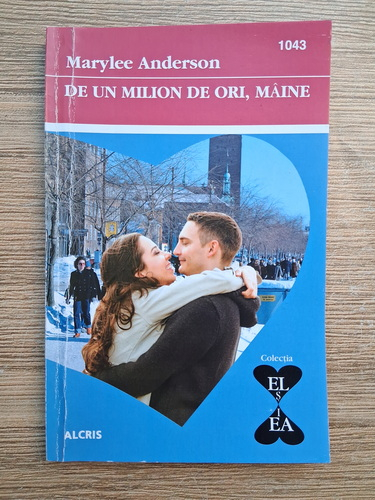 1043
Marylee Anderson
DE UN MILION DE ORI, MÂINE
Colecția
EL
ȘI
EA
ALCRIS